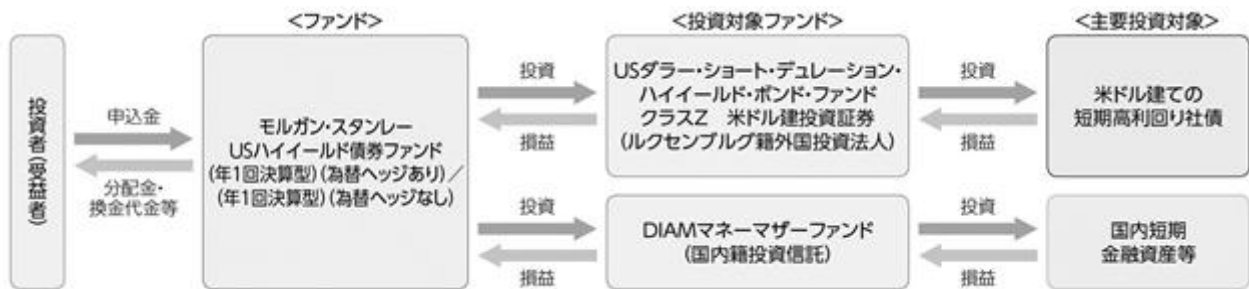 <ファンド>
<投資対象ファンド>
<主要投資対象>
投資者(受益者)
申込金
分配金・
換金代金等
モルガン・スタンレー
USハイイールド債券ファンド
(年1回決算型)(為替ヘッジあり)/
(年1回決算型)(為替ヘッジなし)
投資
損益
USダラー・ショート・デュレーション・
ハイイールド・ボンド・ファンド
クラスZ 米ドル建投資証券
(ルクセンブルグ籍外国投資法人)
投資
損益
米ドル建ての
短期高利回り社債
投資
損益
DIAMマネーマザーファンド
(国内籍投資信託)
投資
損益
国内短期
金融資産等